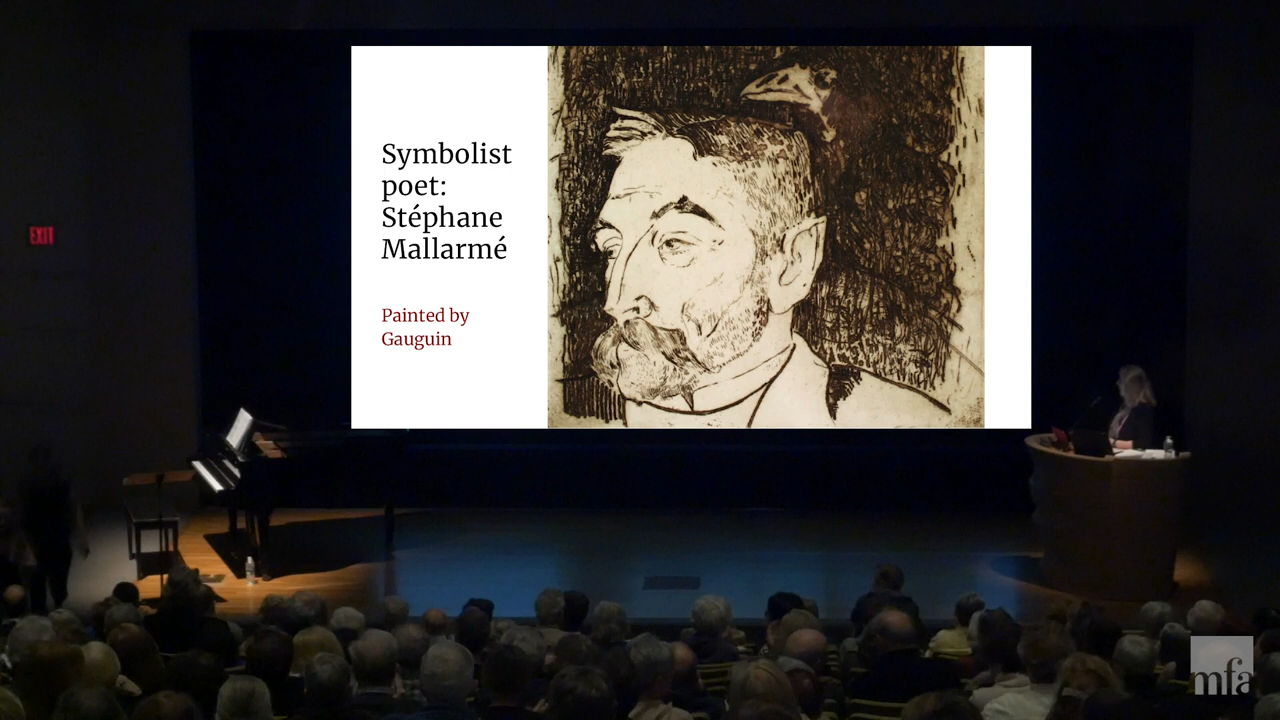 EXIT
Symbolist
poet:
Stéphane
Mallarmé
Painted by
Gauguin
mfa